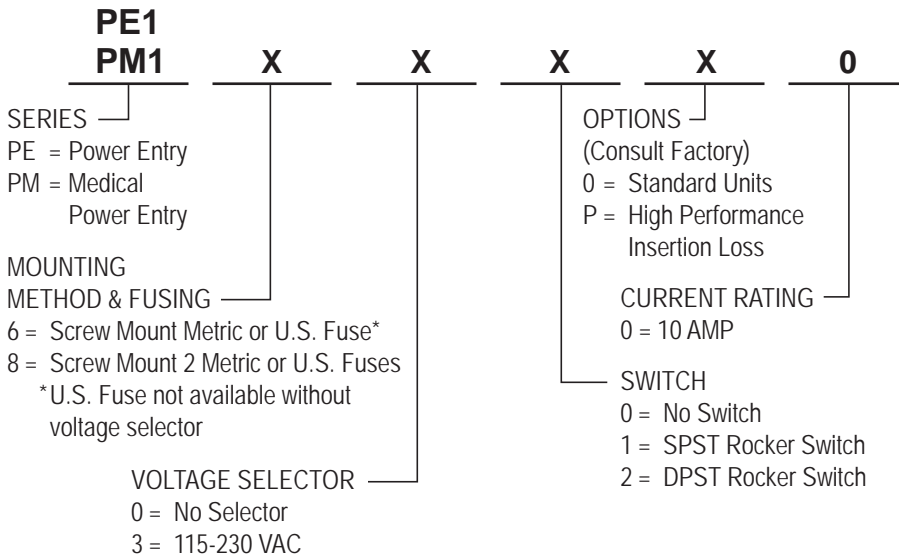 PE1
PM1 X X X X 0
SERIES
PE = Power Entry
PM = Medical
Power Entry
MOUNTING
METHOD & FUSING
6 = Screw Mount Metric or U.S. Fuse*
8 = Screw Mount 2 Metric or U.S. Fuses
*U.S. Fuse not available without
voltage selector
VOLTAGE SELECTOR
0 = No Selector
3 = 115-230 VAC
OPTIONS
(Consult Factory)
0 = Standard Units
P = High Performance
Insertion Loss
CURRENT RATING
0 = 10 AMP
SWITCH
0 = No Switch
1 = SPST Rocker Switch
2 = DPST Rocker Switch